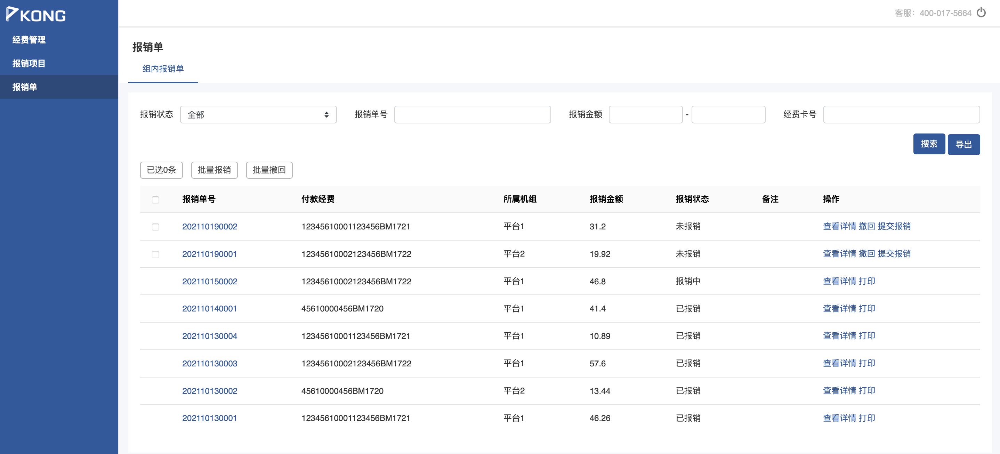 PKONG
客服：400-017-5664
经费管理
报销项目
报销单
报销单
组内报销单
报销状态 全部 报销单号 报销金额 - 经费卡号
搜索 导出
已选0条 批量报销 批量撤回
报销单号 付款经费 所属机组 报销金额 报销状态 备注 操作
202110190002 12345610001123456BM1721 平台1 31.2 未报销 查看详情 撤回 提交报销
202110190001 12345610002123456BM1722 平台2 19.92 未报销 查看详情 撤回 提交报销
202110150002 12345610002123456BM1722 平台1 46.8 报销中 查看详情 打印
202110140001 45610000456BM1720 平台1 41.4 已报销 查看详情 打印
202110130004 12345610001123456BM1721 平台1 10.89 已报销 查看详情 打印
202110130003 12345610002123456BM1722 平台1 57.6 已报销 查看详情 打印
202110130002 45610000456BM1720 平台2 13.44 已报销 查看详情 打印
202110130001 12345610001123456BM1721 平台1 46.26 已报销 查看详情 打印